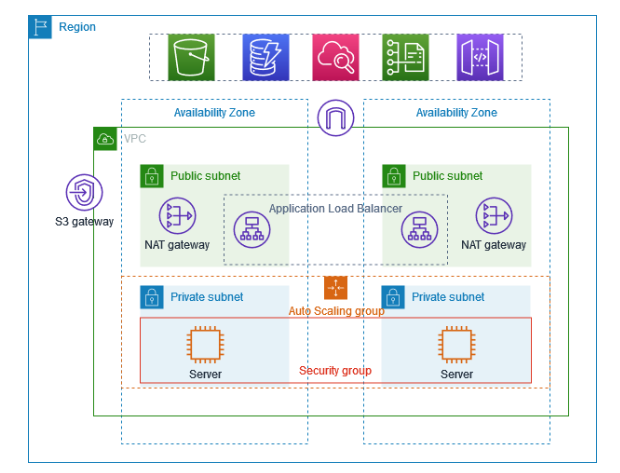 Region
Availability Zone
Availability Zone
VPC
Public subnet
Public subnet
S3 gateway
Application Load Balancer
NAT gateway
NAT gateway
Private subnet
Private subnet
Auto Scaling group
Security group
Server
Server